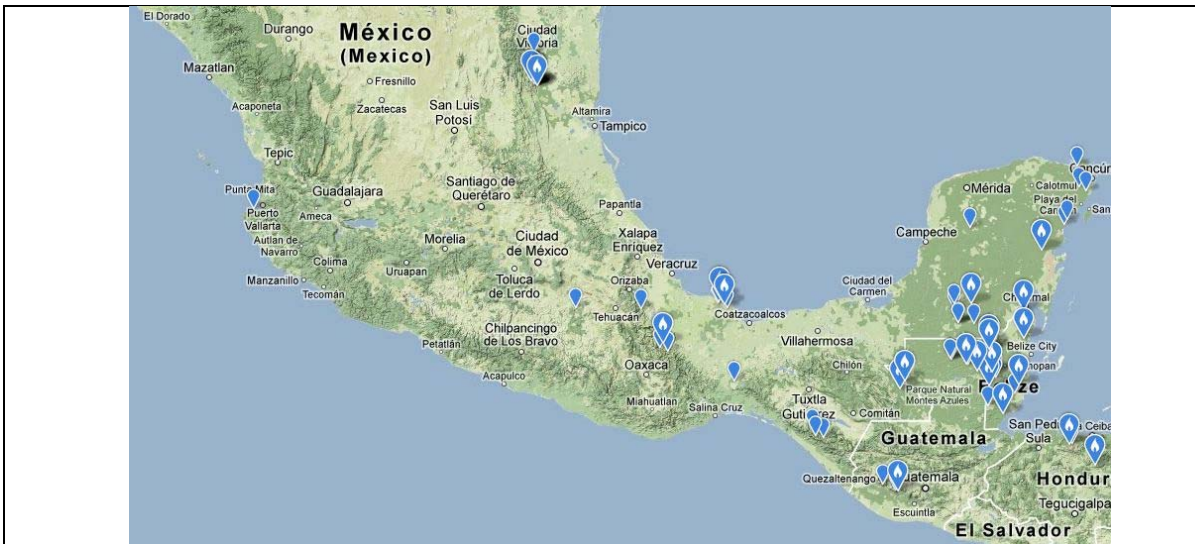 El Dorado
Durango
México
(Mexico)
Ciudad
Victoria
Mazatlan
Fresnillo
Zacatecas
San Luis
Potosí
Acaponeta
Altamira
Tampico
Tepic
Punta Mita
Puerto
Vallarta
Guadalajara
Ameca
Santiago de
Querétaro
Papantla
Mérida
Calotmul
Cancún
Playa del
Carmen
San
Autlan de
Navarro
Colima
Morelia
Ciudad
de México
Xalapa
Enríquez
Veracruz
Campeche
Manzanillo
Tecomán
Uruapan
Toluca
de Lerdo
Orizaba
Tehuacán
Coatzacoalcos
Ciudad del
Carmen
Petatlán
Chilpancingo
de Los Bravo
Villahermosa
Belize City
Acapulco
Oaxaca
Chilón
Parque Natural
Montes Azules
Belize
Miahuatlan
Salina Cruz
Tuxtla
Gutiérrez
Comitán
San Pedro
Sula
La Ceiba
Guatemala
Quezaltenango
Guatemala
Hondur
Tegucigalpa
Escuintla
El Salvador